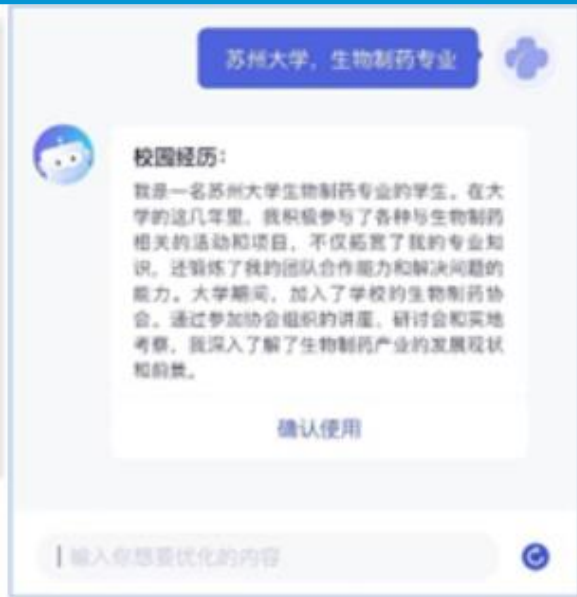 苏州大学，生物制药专业
校园经历：
我是一名苏州大学生物制药专业的学生。在大
学的这几年里，我积极参与了各种与生物制药
相关的活动和项目，不仅拓宽了我的专业知
识，还锻炼了我的团队合作能力和解决问题的
能力。大学期间，加入了学校的生物制药协
会，通过参加协会组织的讲座、研讨会和实地
考察，我深入了解了生物制药产业的发展现状
和前景。
确认使用
输入你想要优化的内容